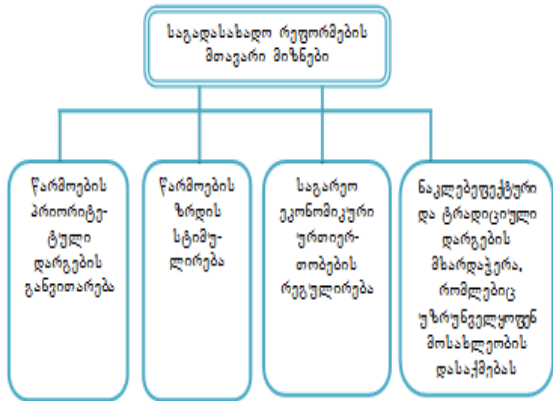 საგადასახადო რეფორმების
მთავარი მიზნები
წარმოების
პრიორიტე-
ტული
დარგების
განვითარება
წარმოების
ზრდის
სტიმუ-
ლირება
საგარეო
ეკონომიკური
ურთიერ-
თობების
რეგულირება
ნაკლებეფექტური
და ტრადიციული
დარგების
მხარდაჭერა,
რომლებიც
უზრუნველყოფენ
მოსახლეობის
დასაქმებას